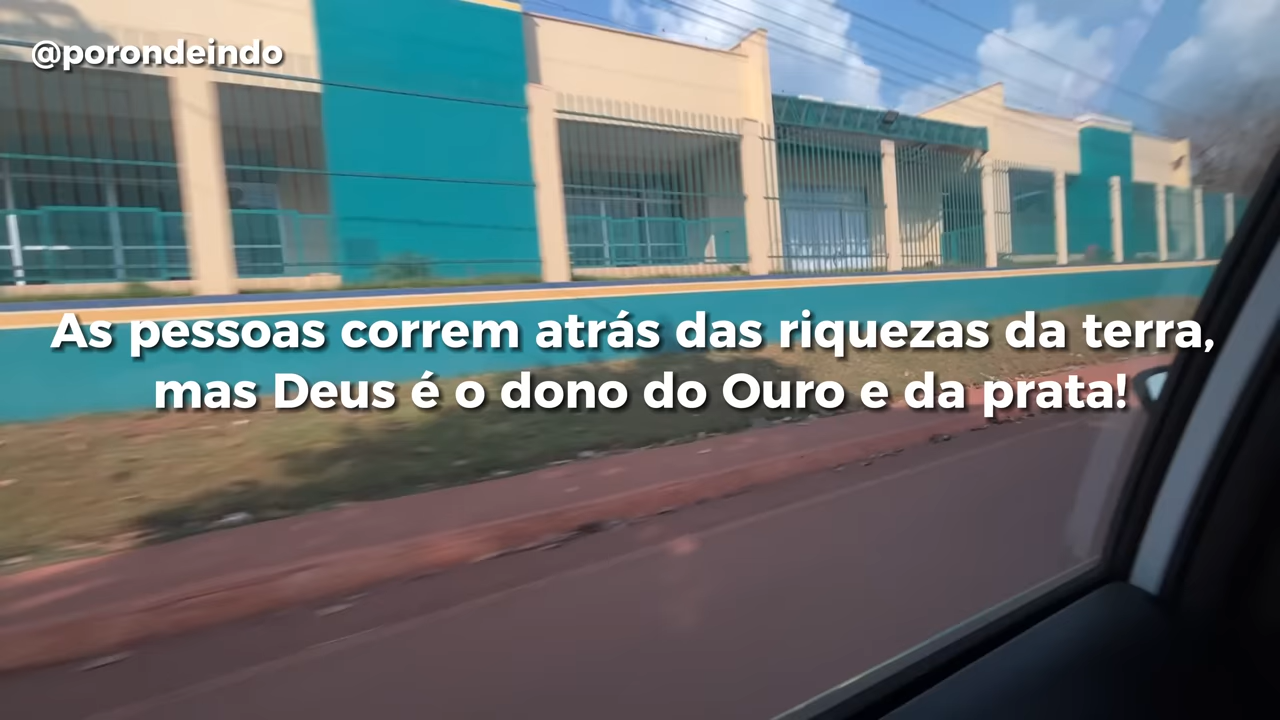 @porondeindo
As pessoas correm atrás das riquezas da terra,
mas Deus é o dono do Ouro e da prata!